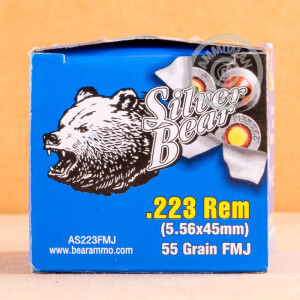 Silver
Bear
.223 Rem
(5.56x45mm)
55 Grain FMJ
AS223FMJ
www.bearammo.com